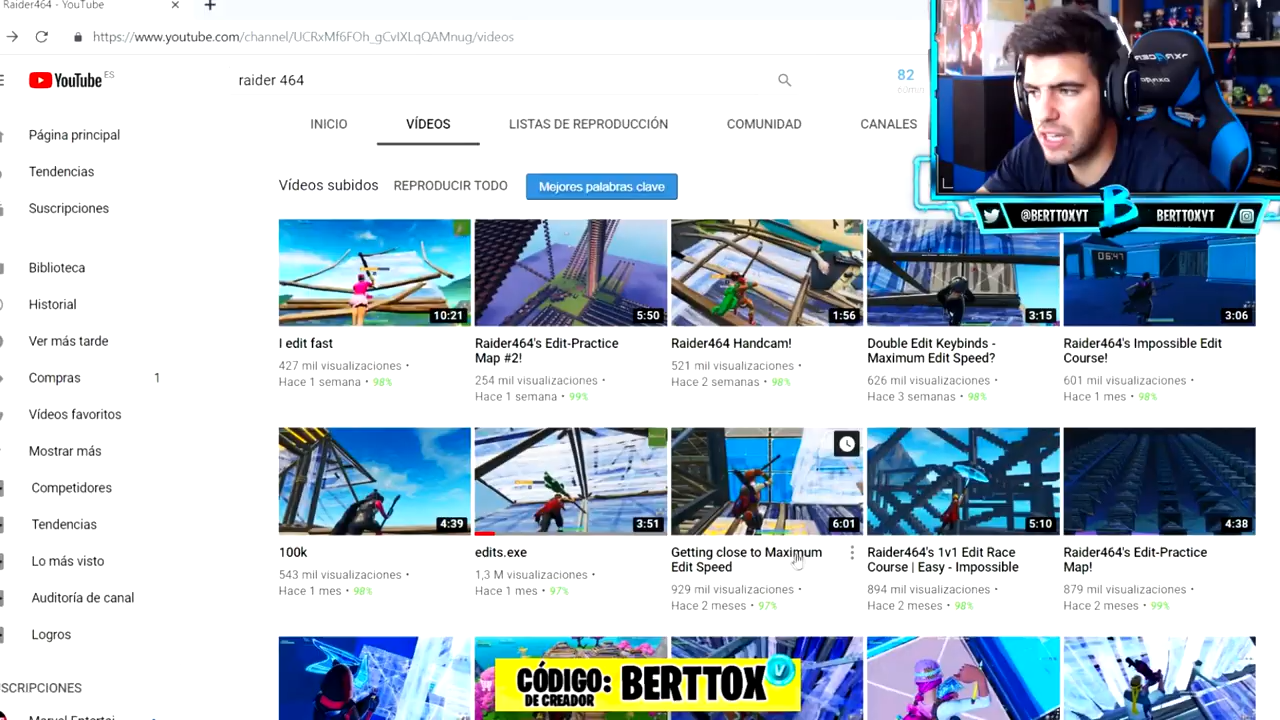 Raider464 - YouTube
https://www.youtube.com/channel/UCRxMf6FOh_gCvIXLqQAMnug/videos
YouTube ES
raider 464
82
INICIO
VÍDEOS
LISTAS DE REPRODUCCIÓN
COMUNIDAD
CANALES
@BERTTOXVT
B
BERTTOXVT
Página principal
Tendencias
Suscripciones
Biblioteca
Historial
Ver más tarde
Compras 1
Vídeos favoritos
Mostrar más
Competidores
Tendencias
Lo más visto
Auditoría de canal
Logros
Vídeos subidos
REPRODUCIR TODO
Mejores palabras clave
10:21
I edit fast
427 mil visualizaciones •
Hace 1 semana • 98%
5:50
Raider464's Edit-Practice
Map #2!
254 mil visualizaciones •
Hace 1 semana • 99%
1:56
Raider464 Handcam!
521 mil visualizaciones •
Hace 2 semanas • 98%
3:15
Double Edit Keybinds -
Maximum Edit Speed?
626 mil visualizaciones •
Hace 3 semanas • 98%
06:47
3:06
Raider464's Impossible Edit
Course!
601 mil visualizaciones •
Hace 1 mes • 98%
4:39
100k
543 mil visualizaciones •
Hace 1 mes • 98%
3:51
edits.exe
1,3 M visualizaciones •
Hace 1 mes • 97%
6:01
Getting close to Maximum
Edit Speed
929 mil visualizaciones •
Hace 2 meses • 97%
5:10
Raider464's 1v1 Edit Race
Course | Easy - Impossible
894 mil visualizaciones •
Hace 2 meses • 98%
4:38
Raider464's Edit-Practice
Map!
879 mil visualizaciones •
Hace 2 meses • 99%
CÓDIGO: BERTTOX
DE CREADOR
V